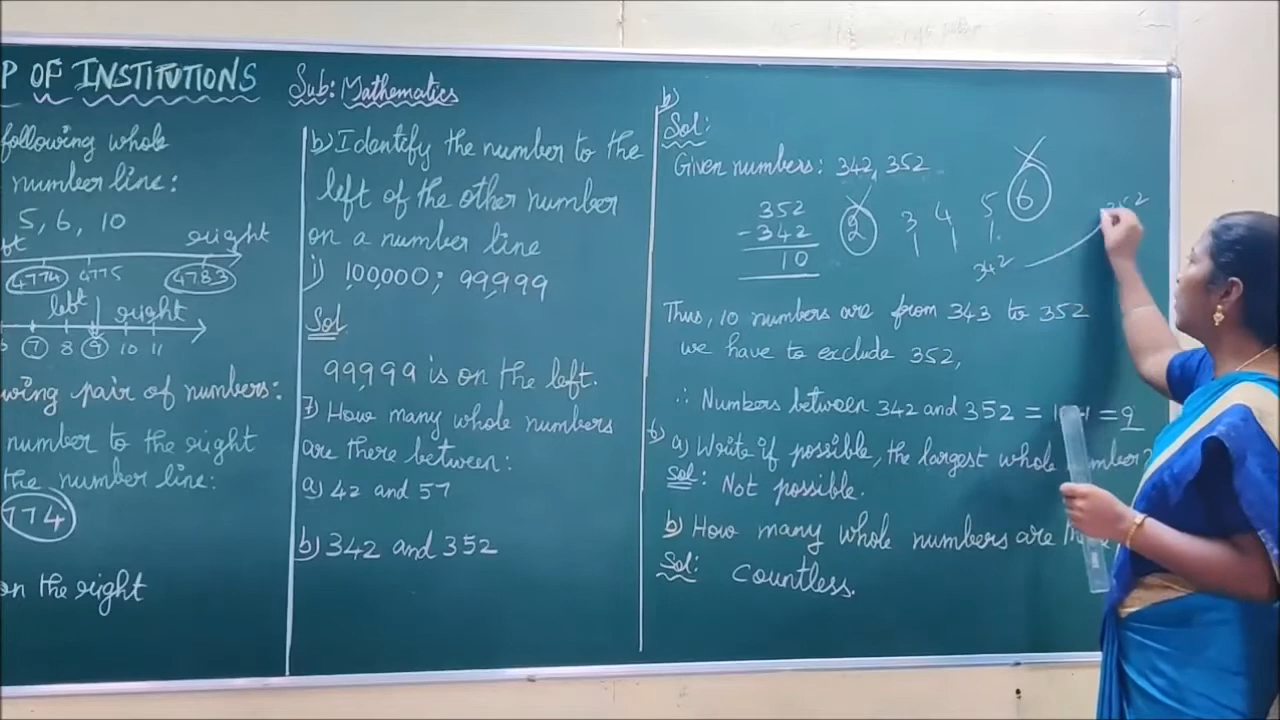 P OF INSTITUTIONS
Sub: Mathematics
following whole
number line:
5, 6, 10
right
4774 4775 4783
left right
7 8 9 10 11
wing pair of numbers:
number to the right
the number line:
774
on the right
b) Identify the number to the
left of the other number
on a number line
i) 100,000; 99,999
Sol
99,999 is on the left.
7) How many whole numbers
are there between:
a) 42 and 57
b) 342 and 352
b)
Sol:
Given numbers: 342, 352
352
- 342
10
2 3 4 5 6
342 352
Thus, 10 numbers are from 343 to 352
we have to exclude 352,
∴ Numbers between 342 and 352 = = 9
a) Write if possible, the largest whole number?
Sol: Not possible.
b) How many whole numbers are
Sol: Countless.